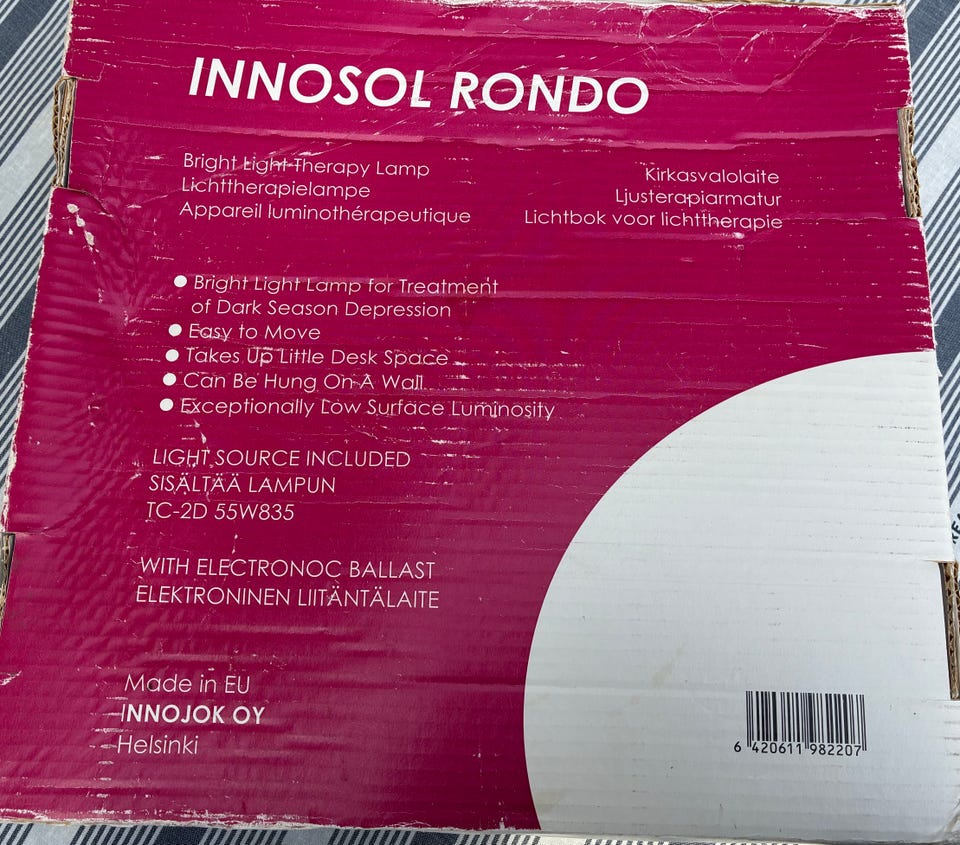 INNOSOL RONDO
Bright Light Therapy Lamp
Lichttherapielampe
Appareil luminothérapeutique
Kirkasvalolaite
Ljusterapiarmatur
Lichtbok voor lichttherapie
● Bright Light Lamp for Treatment
of Dark Season Depression
● Easy to Move
● Takes Up Little Desk Space
● Can Be Hung On A Wall
● Exceptionally Low Surface Luminosity
LIGHT SOURCE INCLUDED
SISÄLTÄÄ LAMPUN
TC-2D 55W835
WITH ELECTRONOC BALLAST
ELEKTRONINEN LIITÄNTÄLAITE
Made in EU
INNOJOK OY
Helsinki
6 420611 982207